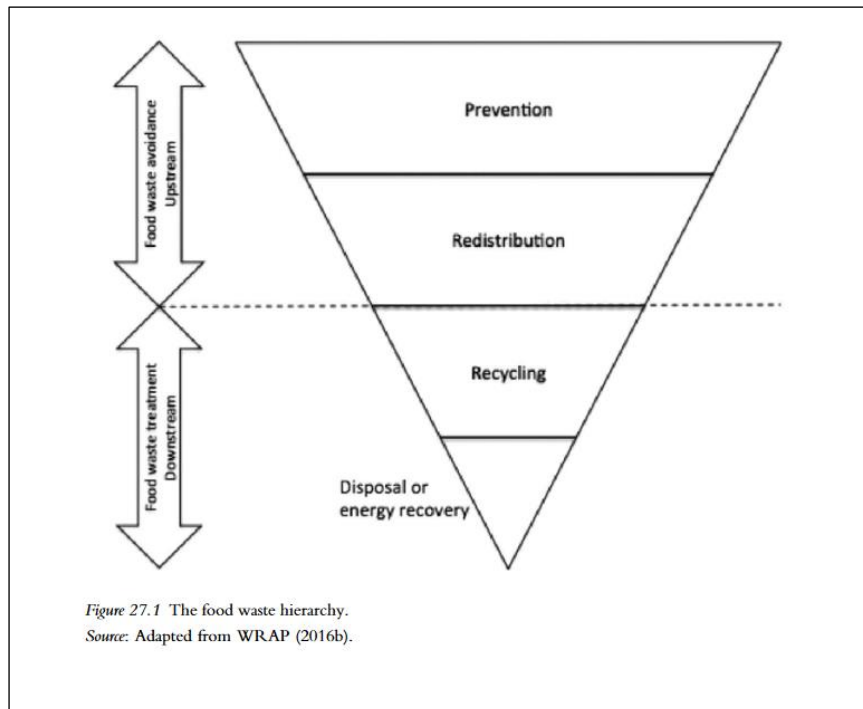 Food waste avoidance
Upstream
Food waste treatment
Downstream
Prevention
Redistribution
Recycling
Disposal or
energy recovery
Figure 27.1 The food waste hierarchy.
Source: Adapted from WRAP (2016b).